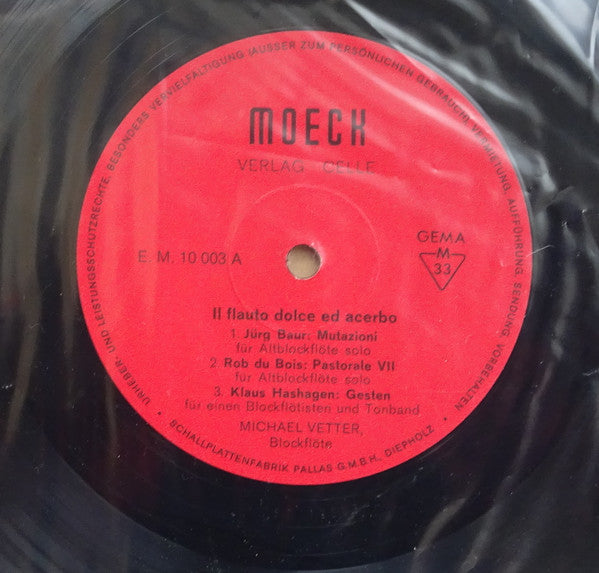 URHEBER- UND LEISTUNGSSCHUTZRECHTE, BESONDERS VERVIELFÄLTIGUNG (AUSSER ZUM PERSÖNLICHEN GEBRAUCH), VERMIETUNG, AUFFÜHRUNG, SENDUNG, VORBEHALTEN
MOECK
VERLAG CELLE
GEMA
M
33
E. M. 10 003 A
Il flauto dolce ed acerbo
1. Jürg Baur: Mutazioni
für Altblockflöte solo
2. Rob du Bois: Pastorale VII
für Altblockflöte solo
3. Klaus Hashagen: Gesten
für einen Blockflötisten und Tonband
MICHAEL VETTER,
Blockflöte
• SCHALLPLATTENFABRIK PALLAS G.M.B.H., DIEPHOLZ •